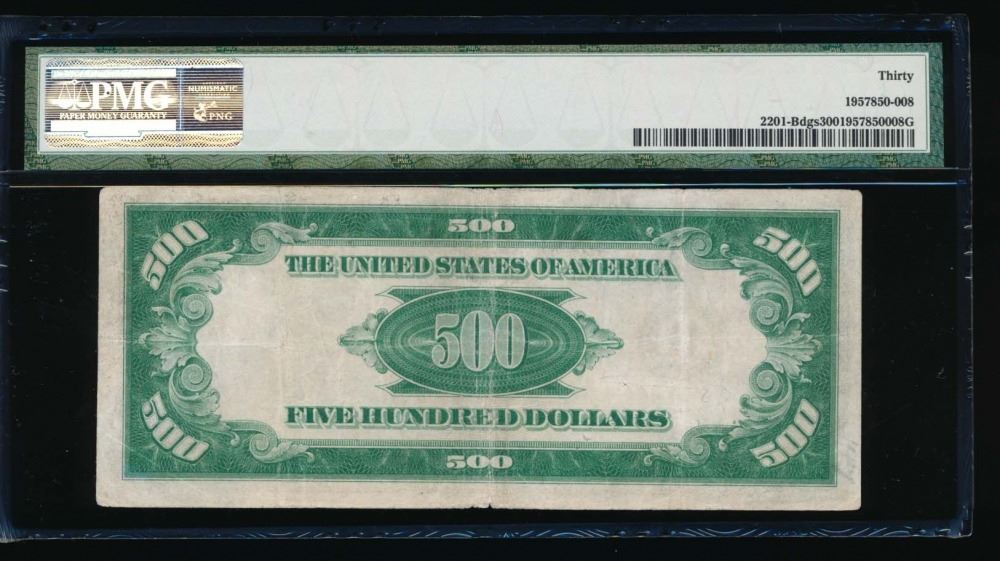 PMG
PAPER MONEY GUARANTY
NUMISMATIC
PNG
Thirty
1957850-008
2201-Bdgs3001957850008G
500
500
500
THE UNITED STATES OF AMERICA
500
FIVE HUNDRED DOLLARS
500
500
500